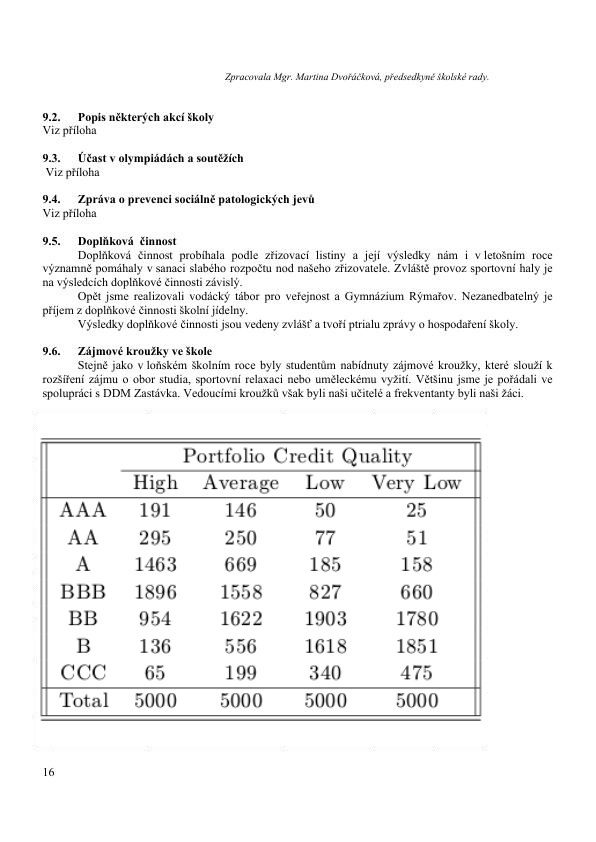 Zpracovala Mgr. Martina Dvořáčková, předsedkyně školské rady.
9.2. Popis některých akcí školy
Viz příloha
9.3. Účast v olympiádách a soutěžích
Viz příloha
9.4. Zpráva o prevenci sociálně patologických jevů
Viz příloha
9.5. Doplňková činnost
Doplňková činnost probíhala podle zřizovací listiny a její výsledky nám i v letošním roce
významně pomáhaly v sanaci slabého rozpočtu nod našeho zřizovatele. Zvláště provoz sportovní haly je
na výsledcích doplňkové činnosti závislý.
Opět jsme realizovali vodácký tábor pro veřejnost a Gymnázium Rýmařov. Nezanedbatelný je
příjem z doplňkové činnosti školní jídelny.
Výsledky doplňkové činnosti jsou vedeny zvlášť a tvoří ptrialu zprávy o hospodaření školy.
9.6. Zájmové kroužky ve škole
Stejně jako v loňském školním roce byly studentům nabídnuty zájmové kroužky, které slouží k
rozšíření zájmu o obor studia, sportovní relaxaci nebo uměleckému vyžití. Většinu jsme je pořádali ve
spolupráci s DDM Zastávka. Vedoucími kroužků však byli naši učitelé a frekventanty byli naši žáci.
Portfolio Credit Quality
High Average Low Very Low
AAA 191 146 50 25
AA 295 250 77 51
A 1463 669 185 158
BBB 1896 1558 827 660
BB 954 1622 1903 1780
B 136 556 1618 1851
CCC 65 199 340 475
Total 5000 5000 5000 5000
16